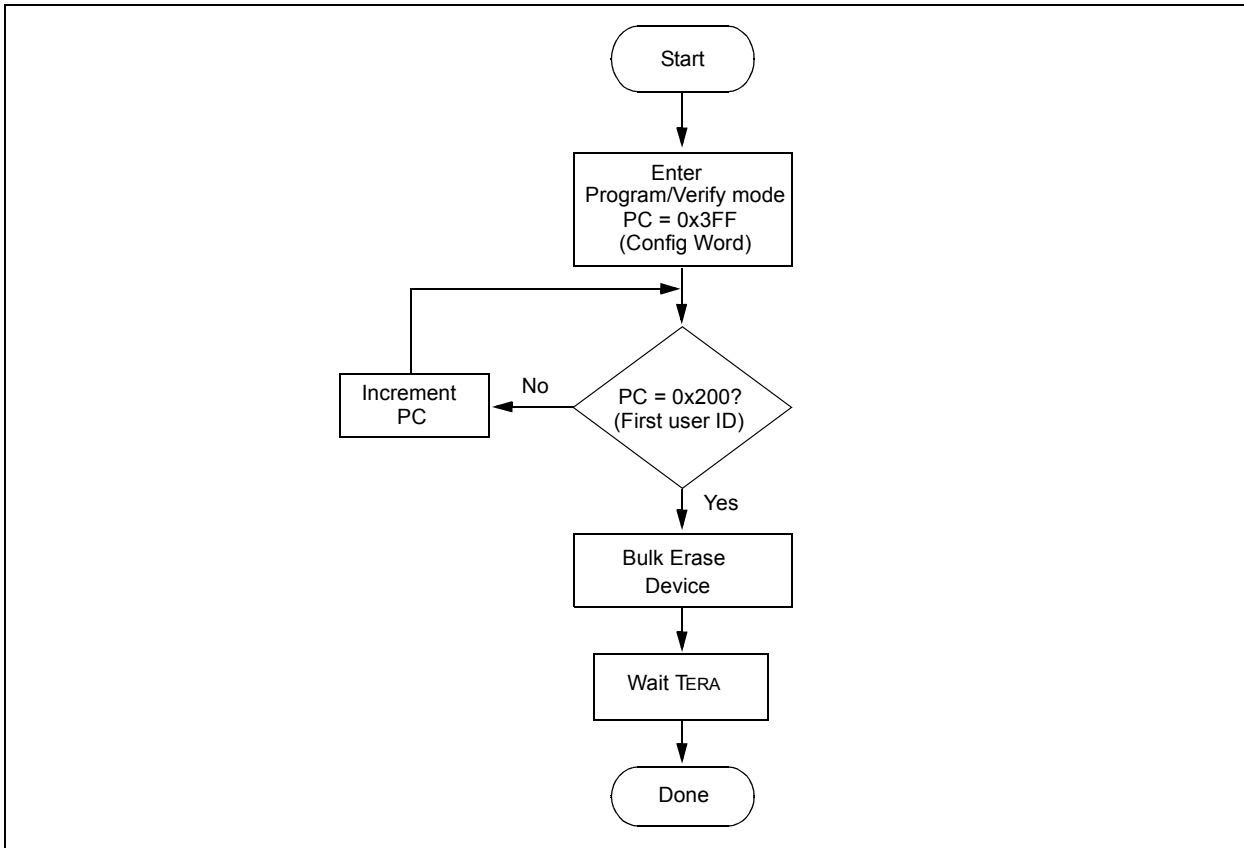 Start
Enter
Program/Verify mode
PC = 0x3FF
(Config Word)
Increment
PC
No
PC = 0x200?
(First user ID)
Yes
Bulk Erase
Device
Wait TERA
Done